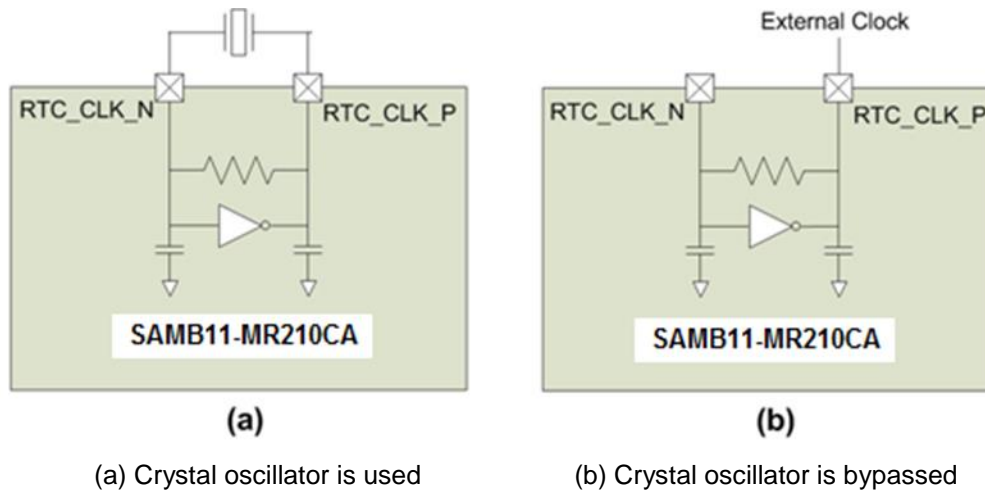 External Clock
RTC_CLK_N
RTC_CLK_P
RTC_CLK_N
RTC_CLK_P
SAMB11-MR210CA
SAMB11-MR210CA
(a)
(b)
(a) Crystal oscillator is used
(b) Crystal oscillator is bypassed